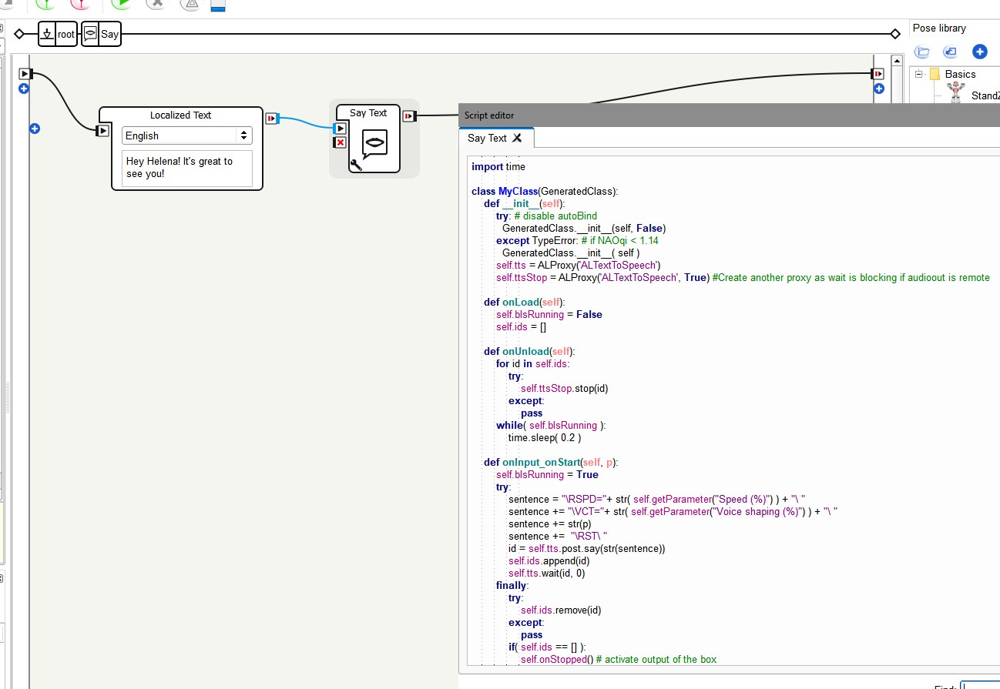 root
Say
Pose library
Basics
Localized Text
English
Hey Helena! It's great to
see you!
Say Text
Script editor
Say Text
import time
class MyClass(GeneratedClass):
def __init__(self):
try: # disable autoBind
GeneratedClass.__init__(self, False)
except TypeError: # if NAOqi < 1.14
GeneratedClass.__init__( self )
self.tts = ALProxy('ALTextToSpeech')
self.ttsStop = ALProxy('ALTextToSpeech', True) #Create another proxy as wait is blocking if audioout is remote
def onLoad(self):
self.bIsRunning = False
self.ids = []
def onUnload(self):
for id in self.ids:
try:
self.ttsStop.stop(id)
except:
pass
while( self.bIsRunning ):
time.sleep( 0.2 )
def onInput_onStart(self, p):
self.bIsRunning = True
try:
sentence = "\RSPD="+ str( self.getParameter("Speed (%)") ) + "\ "
sentence += "\VCT="+ str( self.getParameter("Voice shaping (%)") ) + "\ "
sentence += str(p)
sentence +=  "\RST\ "
id = self.tts.post.say(str(sentence))
self.ids.append(id)
self.tts.wait(id, 0)
finally:
try:
self.ids.remove(id)
except:
pass
if( self.ids == [] ):
self.onStopped() # activate output of the box